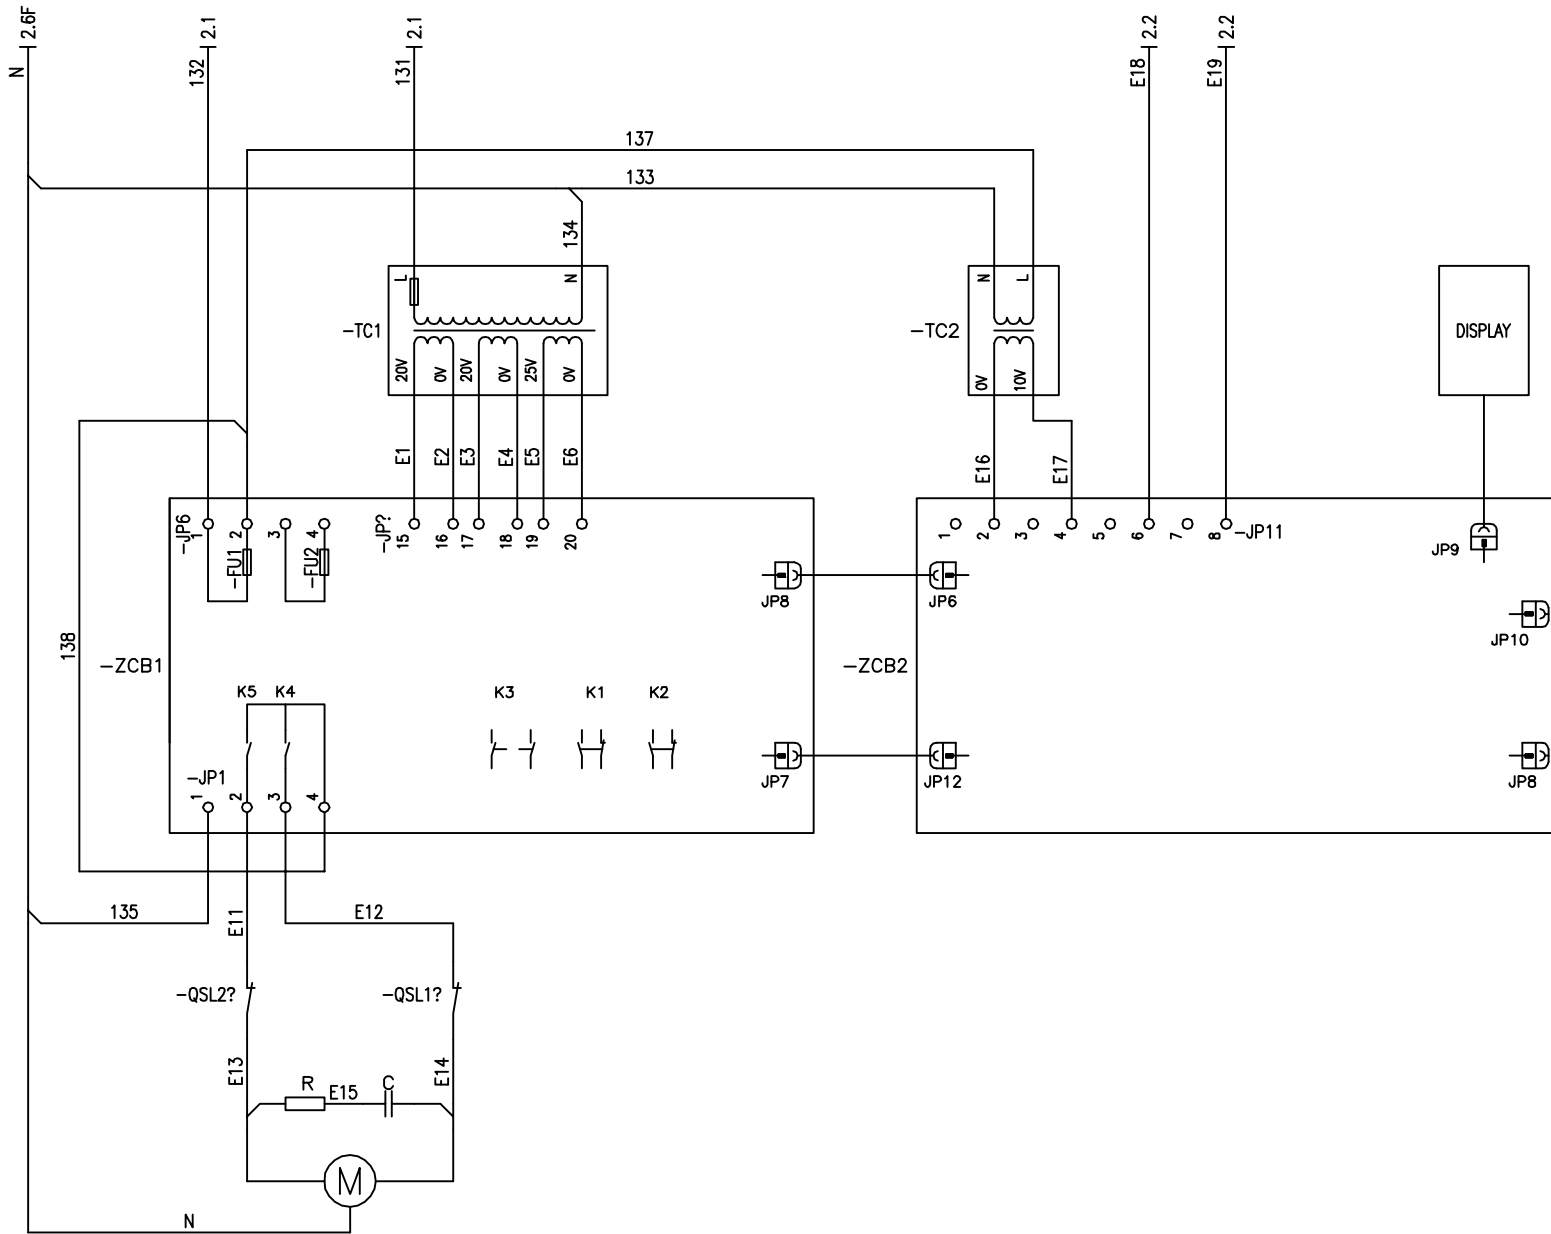 2.6F
2.1
2.1
2.2
2.2
N
132
131
E18
E19
137
133
134
L
N
N
L
-TC1
-TC2
DISPLAY
20V
0V
20V
0V
25V
0V
0V
10V
E1
E2
E3
E4
E5
E6
E16
E17
-JP6
1
2
3
4
-JP?
15
16
17
18
19
20
1
2
3
4
5
6
7
8
-JP11
-FU1
-FU2
JP9
JP8
JP6
JP10
138
-ZCB1
-ZCB2
K5
K4
K3
K1
K2
-JP1
1
2
3
4
JP7
JP12
JP8
135
E11
E12
-QSL2?
-QSL1?
E13
E14
R
E15
C
M
N